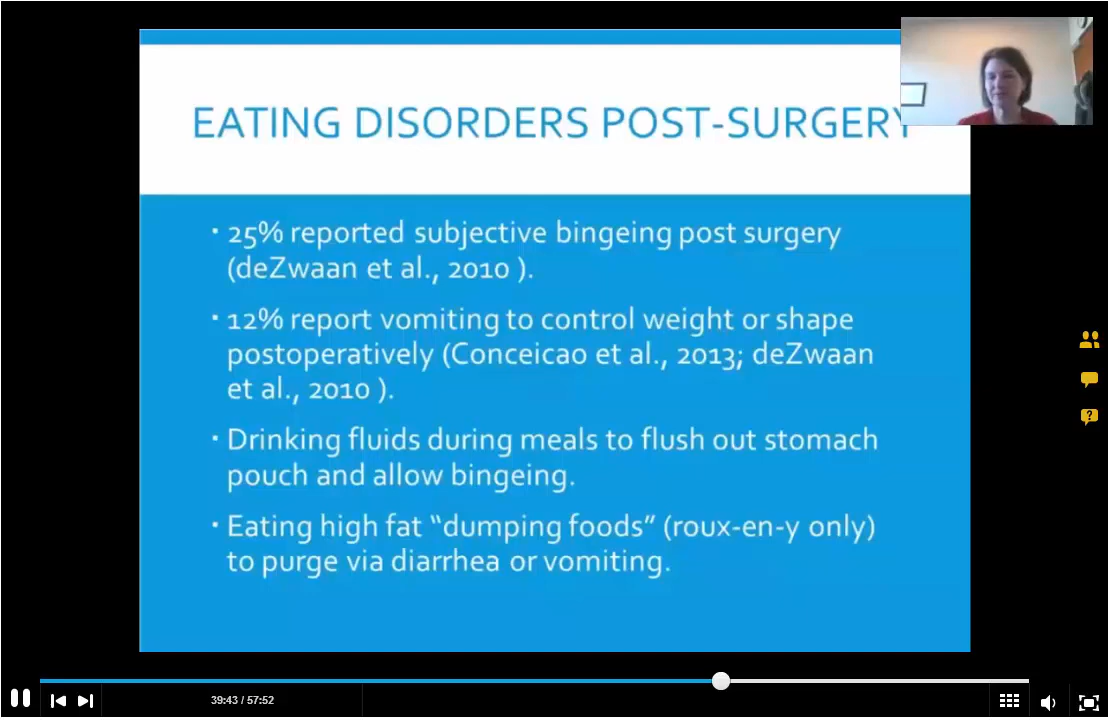 EATING DISORDERS POST-SURGERY
· 25% reported subjective bingeing post surgery
(deZwaan et al., 2010 ).
· 12% report vomiting to control weight or shape
postoperatively (Conceicao et al., 2013; deZwaan
et al., 2010 ).
· Drinking fluids during meals to flush out stomach
pouch and allow bingeing.
· Eating high fat “dumping foods” (roux-en-y only)
to purge via diarrhea or vomiting.
?
39:43 / 57:52